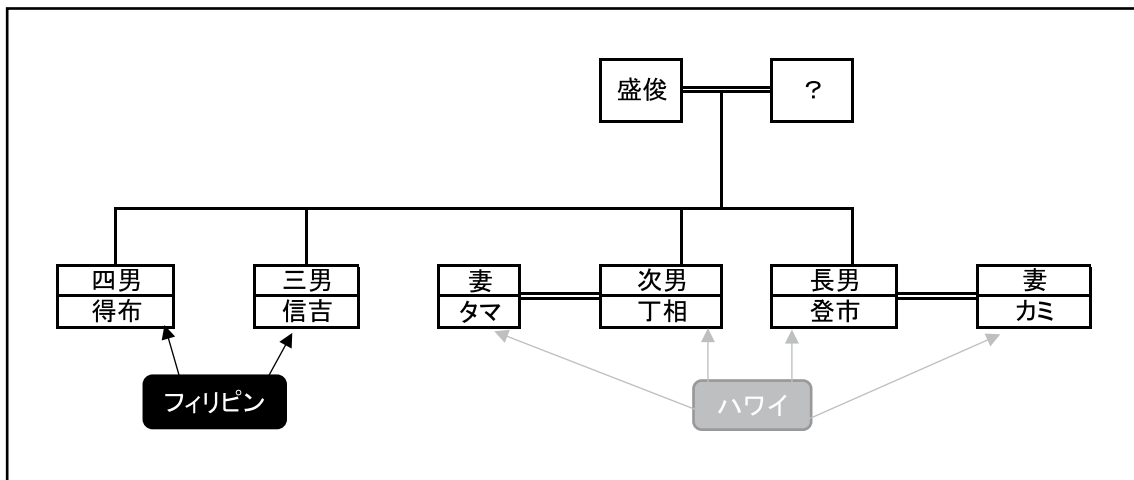 盛俊
?
四男
得布
三男
信吉
妻
タマ
次男
丁相
長男
登市
妻
カミ
フィリピン
ハワイ